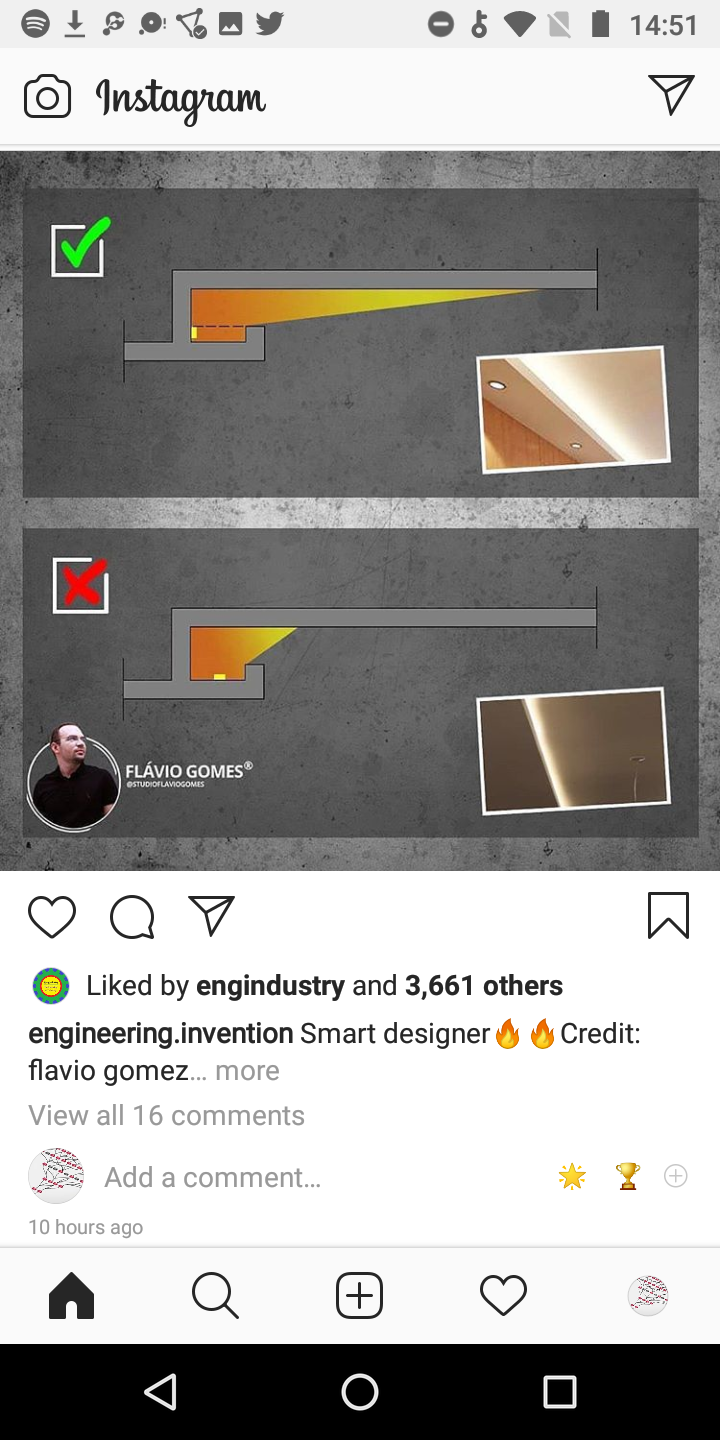 14:51
Instagram
FLÁVIO GOMES®
@STUDIOFLAVIOGOMES
Liked by engindustry and 3,661 others
engineering.invention Smart designer🔥🔥Credit:
flavio gomez… more
View all 16 comments
Add a comment…
10 hours ago